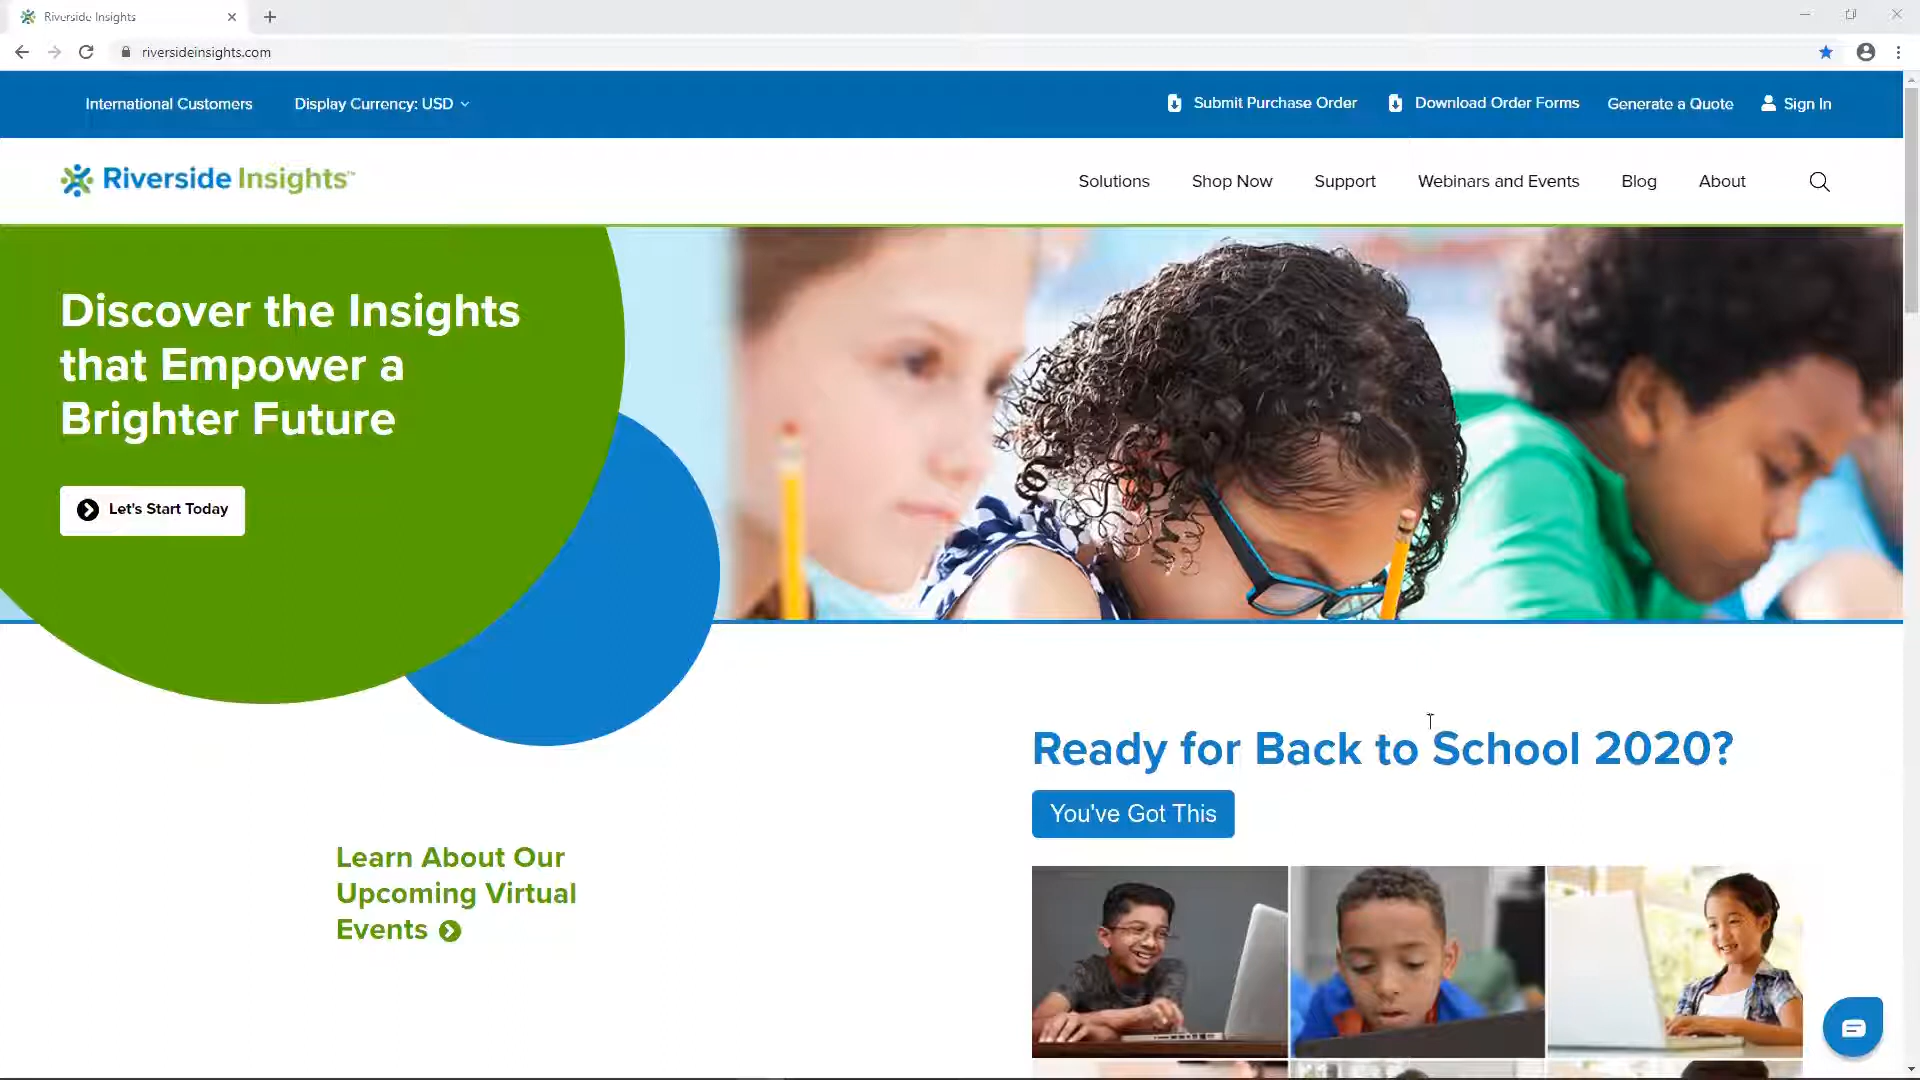 Riverside Insights
riversideinsights.com
International Customers
Display Currency: USD
Submit Purchase Order
Download Order Forms
Generate a Quote
Sign In
Riverside Insights™
Solutions
Shop Now
Support
Webinars and Events
Blog
About
Discover the Insights
that Empower a
Brighter Future
Let's Start Today
Ready for Back to School 2020?
You've Got This
Learn About Our
Upcoming Virtual
Events